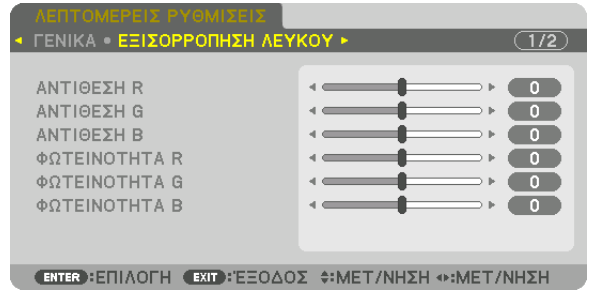 ΛΕΠΤΟΜΕΡΕΙΣ ΡΥΘΜΙΣΕΙΣ
ΓΕΝΙΚΑ • ΕΞΙΣΟΡΡΟΠΗΣΗ ΛΕΥΚΟΥ 1/2
ΑΝΤΙΘΕΣΗ R 0
ΑΝΤΙΘΕΣΗ G 0
ΑΝΤΙΘΕΣΗ B 0
ΦΩΤΕΙΝΟΤΗΤΑ R 0
ΦΩΤΕΙΝΟΤΗΤΑ G 0
ΦΩΤΕΙΝΟΤΗΤΑ B 0
ENTER :ΕΠΙΛΟΓΗ EXIT :ΈΞΟΔΟΣ :ΜΕΤ/ΝΗΣΗ :ΜΕΤ/ΝΗΣΗ